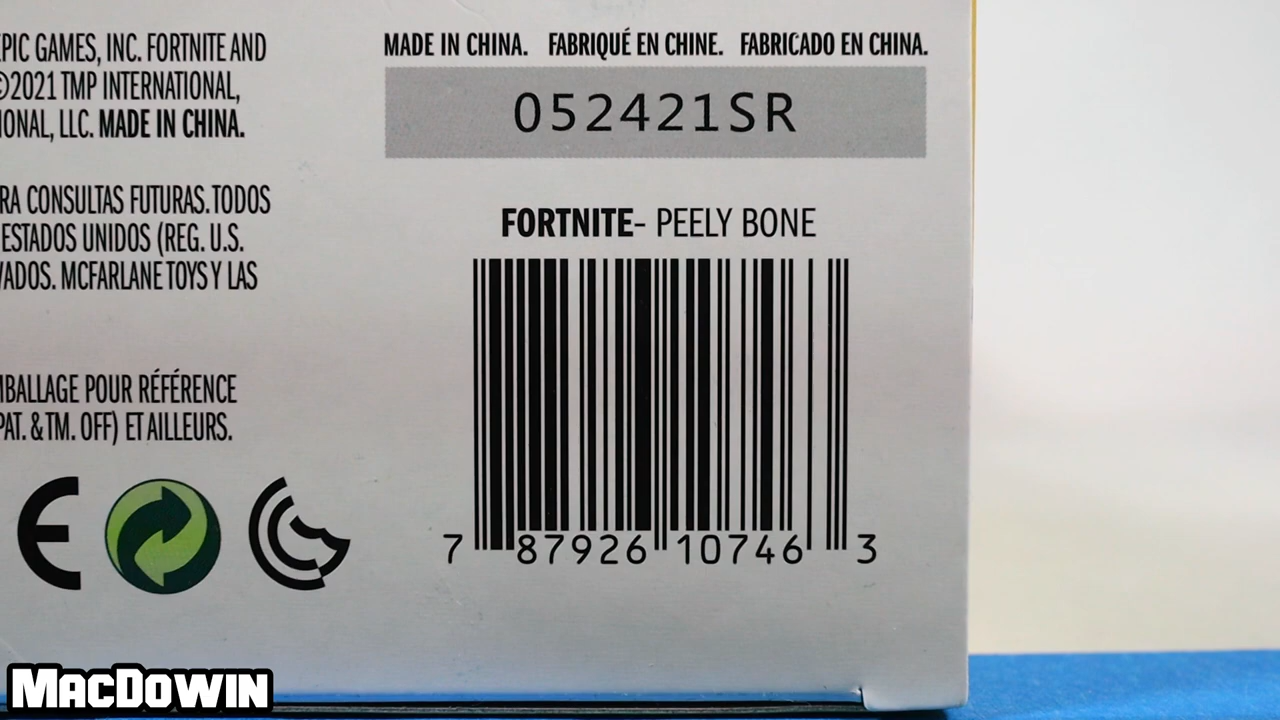 EPIC GAMES, INC. FORTNITE AND
©2021 TMP INTERNATIONAL,
IONAL, LLC. MADE IN CHINA.
RA CONSULTAS FUTURAS. TODOS
ESTADOS UNIDOS (REG. U.S.
VADOS. MCFARLANE TOYS Y LAS
MBALLAGE POUR RÉFÉRENCE
PAT. & TM. OFF) ET AILLEURS.
CE
MADE IN CHINA. FABRIQUÉ EN CHINE. FABRICADO EN CHINA.
052421SR
FORTNITE- PEELY BONE
7 87926 10746 3
MACDOWIN